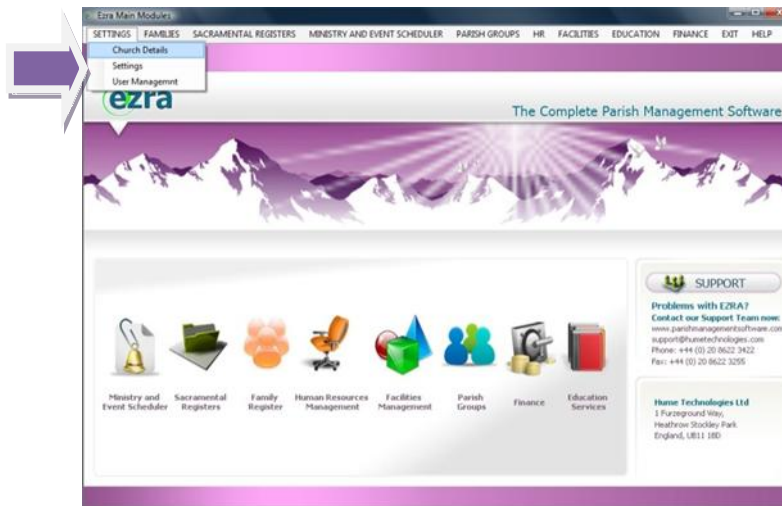 Ezra Main Modules
SETTINGS FAMILIES SACRAMENTAL REGISTERS MINISTRY AND EVENT SCHEDULER PARISH GROUPS HR FACILITIES EDUCATION FINANCE EXIT HELP
Church Details
Settings
User Managemnt
ezra
The Complete Parish Management Software
SUPPORT
Problems with EZRA?
Contact our Support Team now:
www.parishmanagementsoftware.com
support@humetechnologies.com
Phone: +44 (0) 20 8622 3422
Fax: +44 (0) 20 8622 3255
Ministry and
Event Scheduler
Sacramental
Registers
Family
Register
Human Resources
Management
Facilities
Management
Parish
Groups
Finance
Education
Services
Hume Technologies Ltd
1 Furzeground Way,
Heathrow Stockley Park
England, UB11 1BD